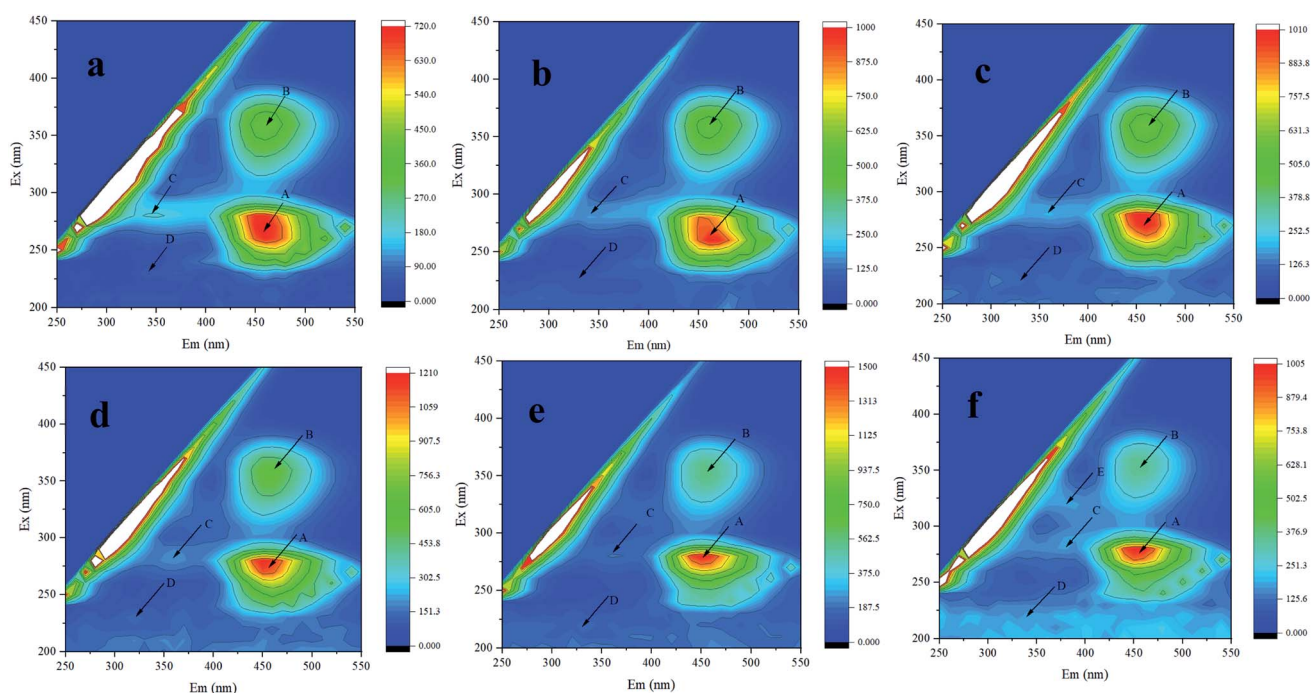 a
B
A
C
D
Ex (nm)
450
400
350
300
250
200
250 300 350 400 450 500 550
Em (nm)
720.0
630.0
540.0
450.0
360.0
270.0
180.0
90.00
0.000
b
B
C
A
D
Ex (nm)
450
400
350
300
250
200
250 300 350 400 450 500 550
Em (nm)
1000
875.0
750.0
625.0
500.0
375.0
250.0
125.0
0.000
c
B
C
A
D
Ex (nm)
450
400
350
300
250
200
250 300 350 400 450 500 550
Em (nm)
1010
883.8
757.5
631.3
505.0
378.8
252.5
126.3
0.000
d
B
C
A
D
Ex (nm)
450
400
350
300
250
200
250 300 350 400 450 500 550
Em (nm)
1210
1059
907.5
756.3
605.0
453.8
302.5
151.3
0.000
e
B
C
A
D
Ex (nm)
450
400
350
300
250
200
250 300 350 400 450 500 550
Em (nm)
1500
1313
1125
937.5
750.0
562.5
375.0
187.5
0.000
f
B
E
C
A
D
Ex (nm)
450
400
350
300
250
200
250 300 350 400 450 500 550
Em (nm)
1005
879.4
753.8
628.1
502.5
376.9
251.3
125.6
0.000